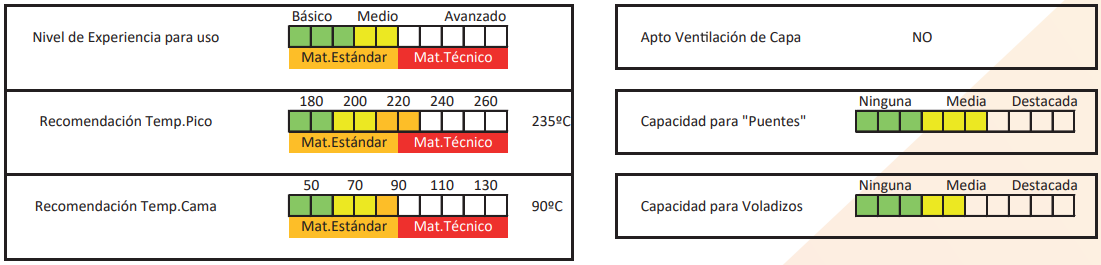 Básico Medio Avanzado
Nivel de Experiencia para uso
Mat.Estándar Mat.Técnico
180 200 220 240 260
Recomendación Temp.Pico 235ºC
Mat.Estándar Mat.Técnico
50 70 90 110 130
Recomendación Temp.Cama 90ºC
Mat.Estándar Mat.Técnico
Apto Ventilación de Capa NO
Ninguna Media Destacada
Capacidad para "Puentes"
Ninguna Media Destacada
Capacidad para Voladizos